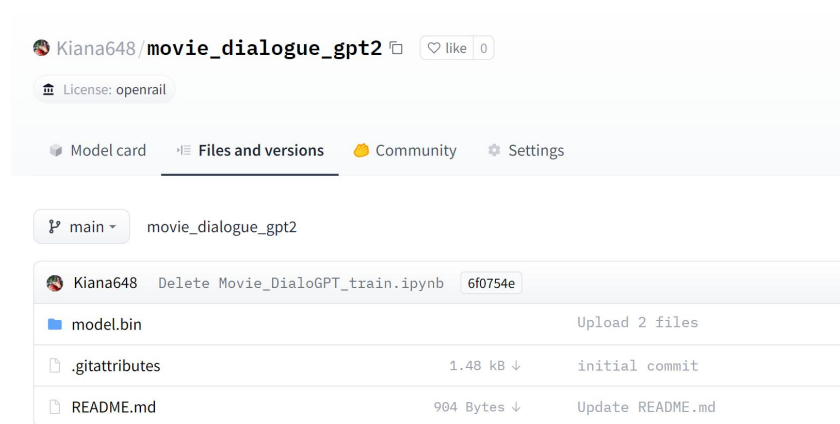 Kiana648/movie_dialogue_gpt2 like 0
License: openrail
Model card Files and versions Community Settings
main movie_dialogue_gpt2
Kiana648 Delete Movie_DialoGPT_train.ipynb 6f0754e
model.bin Upload 2 files
.gitattributes 1.48 kB initial commit
README.md 904 Bytes Update README.md